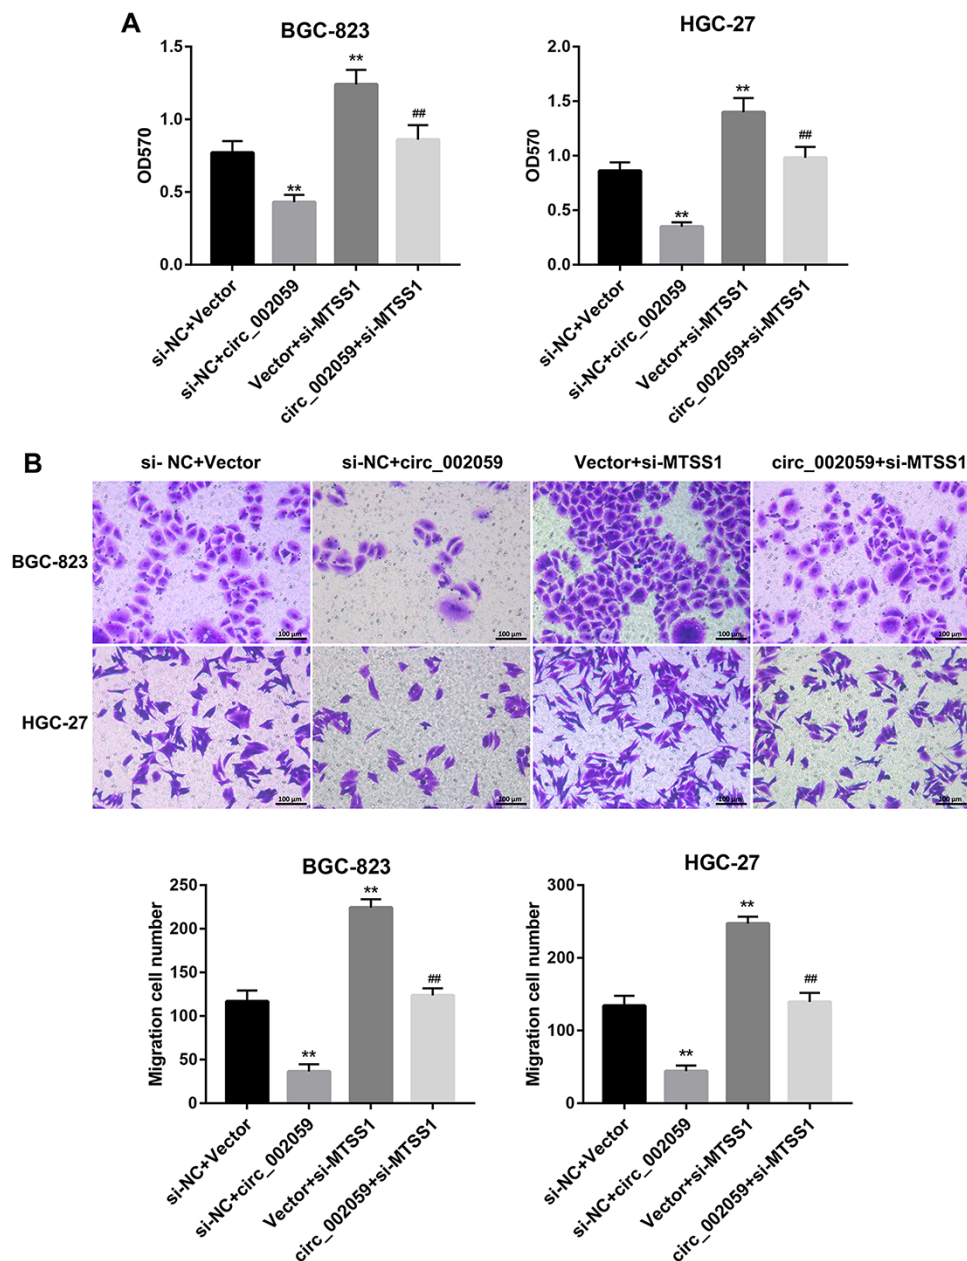 A
BGC-823
OD570
1.5
1.0
0.5
0.0
**
**
##
si-NC+Vector
si-NC+circ_002059
Vector+si-MTSS1
circ_002059+si-MTSS1
HGC-27
OD570
2.0
1.5
1.0
0.5
0.0
**
**
##
si-NC+Vector
si-NC+circ_002059
Vector+si-MTSS1
circ_002059+si-MTSS1
B
si- NC+Vector si-NC+circ_002059 Vector+si-MTSS1 circ_002059+si-MTSS1
BGC-823
100 μm 100 μm 100 μm 100 μm
HGC-27
100 μm 100 μm 100 μm 100 μm
BGC-823
Migration cell number
250
200
150
100
50
0
**
**
##
si-NC+Vector
si-NC+circ_002059
Vector+si-MTSS1
circ_002059+si-MTSS1
HGC-27
Migration cell number
300
200
100
0
**
**
##
si-NC+Vector
si-NC+circ_002059
Vector+si-MTSS1
circ_002059+si-MTSS1